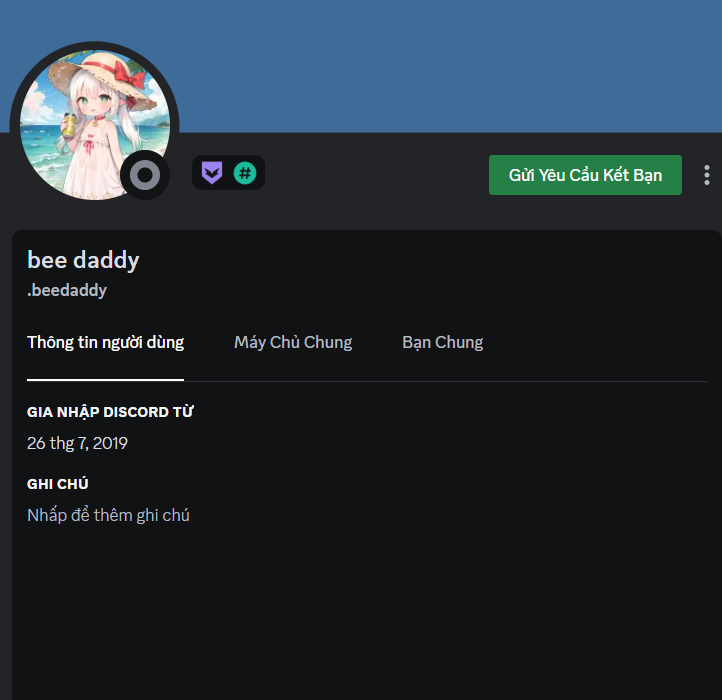 #
Gửi Yêu Cầu Kết Bạn
bee daddy
.beedaddy
Thông tin người dùng Máy Chủ Chung Bạn Chung
GIA NHẬP DISCORD TỪ
26 thg 7, 2019
GHI CHÚ
Nhấp để thêm ghi chú